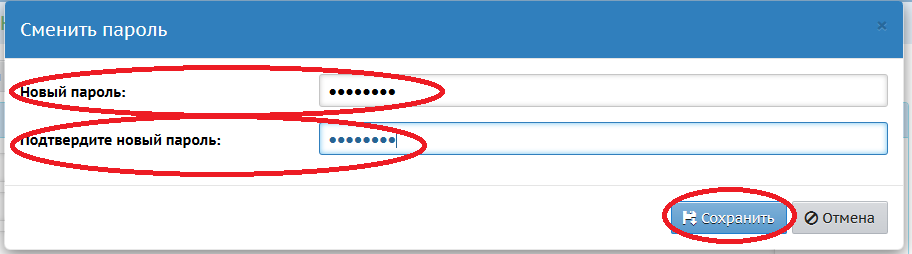 Сменить пароль ×
Новый пароль: ●●●●●●●●
Подтвердите новый пароль: ●●●●●●●●
Сохранить Отмена